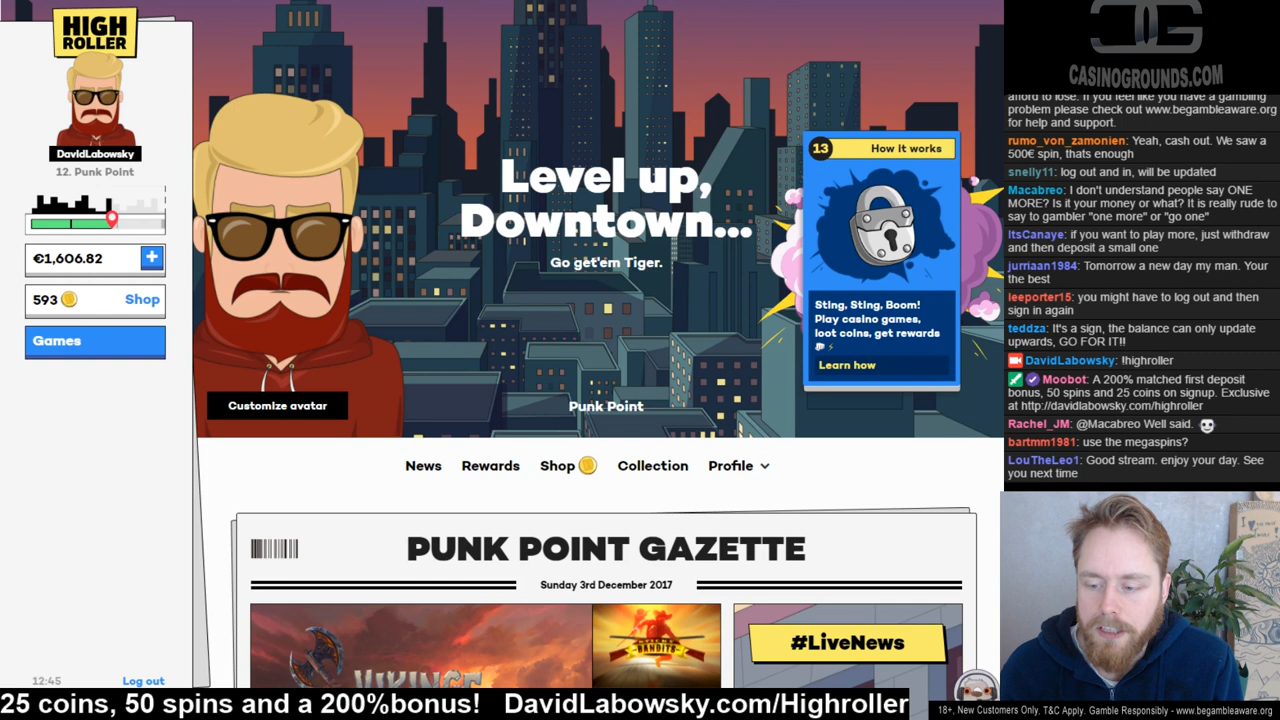 HIGH
ROLLER
DavidLabowsky
12. Punk Point
€1,606.82
+
593
Shop
Games
12:45
Log out
Level up,
Downtown...
Go get'em Tiger.
13
How it works
Sting, Sting, Boom!
Play casino games,
loot coins, get rewards
Learn how
Customize avatar
Punk Point
News
Rewards
Shop
Collection
Profile
PUNK POINT GAZETTE
Sunday 3rd December 2017
VIKINGS
BANDITS
#LiveNews
CG
CASINOGROUNDS.COM
afford to lose. If you feel like you have a gambling
problem please check out www.begambleaware.org
for help and support.
rumo_von_zamonien: Yeah, cash out. We saw a
500€ spin, thats enough
snelly11: log out and in, will be updated
Macabreo: I don't understand people say ONE
MORE? Is it your money or what? It is really rude to
say to gambler "one more" or "go one"
ItsCanaye: if you want to play more, just withdraw
and then deposit a small one
jurriaan1984: Tomorrow a new day my man. Your
the best
leeporter15: you might have to log out and then
sign in again
teddza: It's a sign, the balance can only update
upwards, GO FOR IT!!
DavidLabowsky: !highroller
Moobot: A 200% matched first deposit
bonus, 50 spins and 25 coins on signup. Exclusive
at http://davidlabowsky.com/highroller
Rachel_JM: @Macabreo Well said.
bartmm1981: use the megaspins?
LouTheLeo1: Good stream. enjoy your day. See
you next time
25 coins, 50 spins and a 200%bonus! DavidLabowsky.com/Highroller
18+, New Customers Only, T&C Apply. Gamble Responsibly - www.begambleaware.org